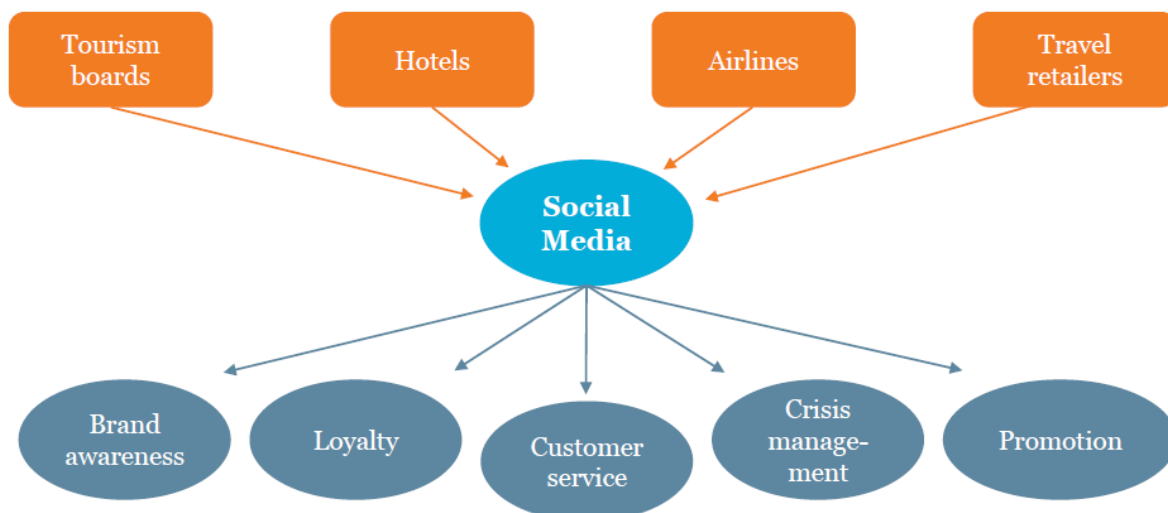 Tourism
boards
Hotels
Airlines
Travel
retailers
Social
Media
Brand
awareness
Loyalty
Customer
service
Crisis
manage-
ment
Promotion